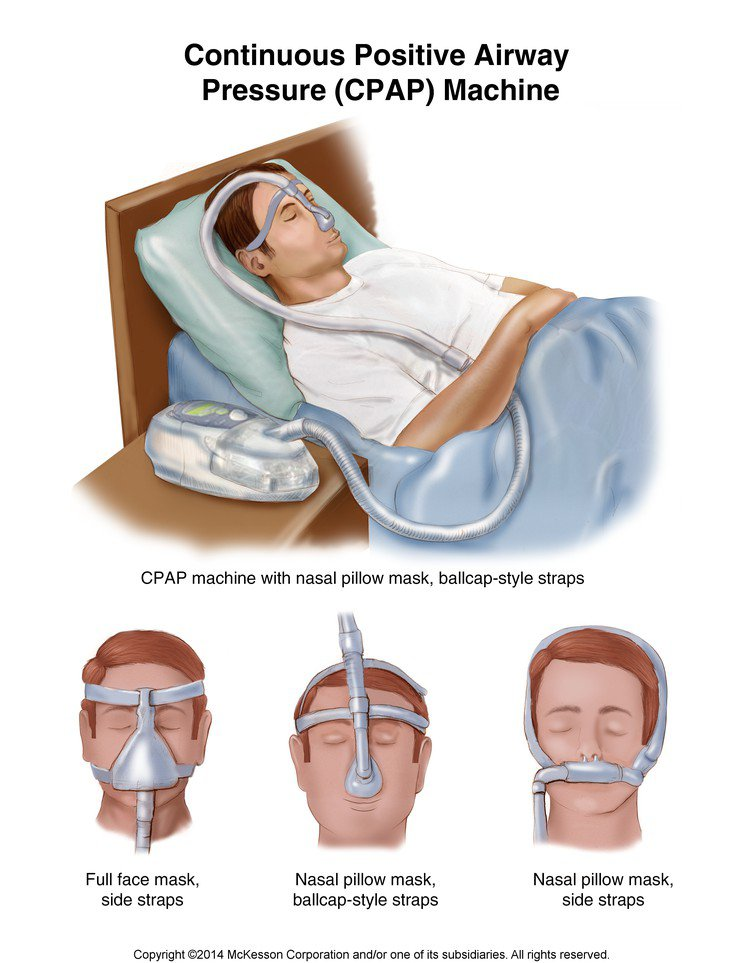 Continuous Positive Airway
Pressure (CPAP) Machine
CPAP machine with nasal pillow mask, ballcap-style straps
Full face mask,
side straps
Nasal pillow mask,
ballcap-style straps
Nasal pillow mask,
side straps
Copyright ©2014 McKesson Corporation and/or one of its subsidiaries. All rights reserved.